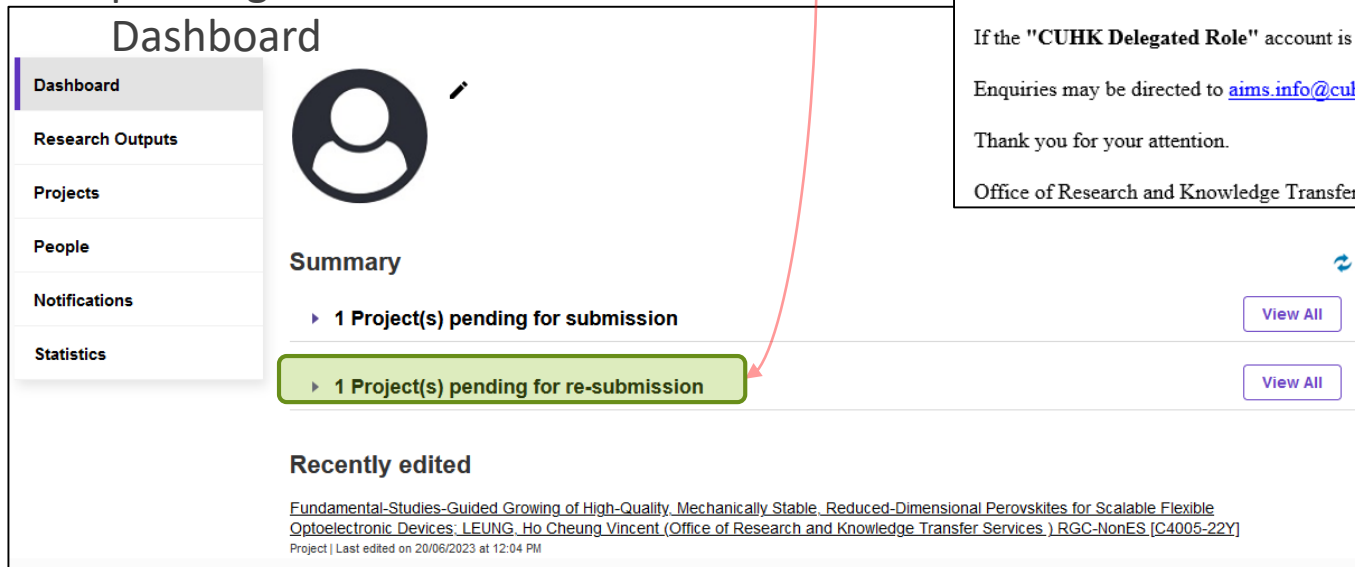 Dashboard
Dashboard
Research Outputs
Projects
People
Notifications
Statistics
If the "CUHK Delegated Role" account is
Enquiries may be directed to aims.info@cuh
Thank you for your attention.
Office of Research and Knowledge Transfer
Summary
1 Project(s) pending for submission
View All
1 Project(s) pending for re-submission
View All
Recently edited
Fundamental-Studies-Guided Growing of High-Quality, Mechanically Stable, Reduced-Dimensional Perovskites for Scalable Flexible
Optoelectronic Devices; LEUNG, Ho Cheung Vincent (Office of Research and Knowledge Transfer Services ) RGC-NonES [C4005-22Y]
Project | Last edited on 20/06/2023 at 12:04 PM